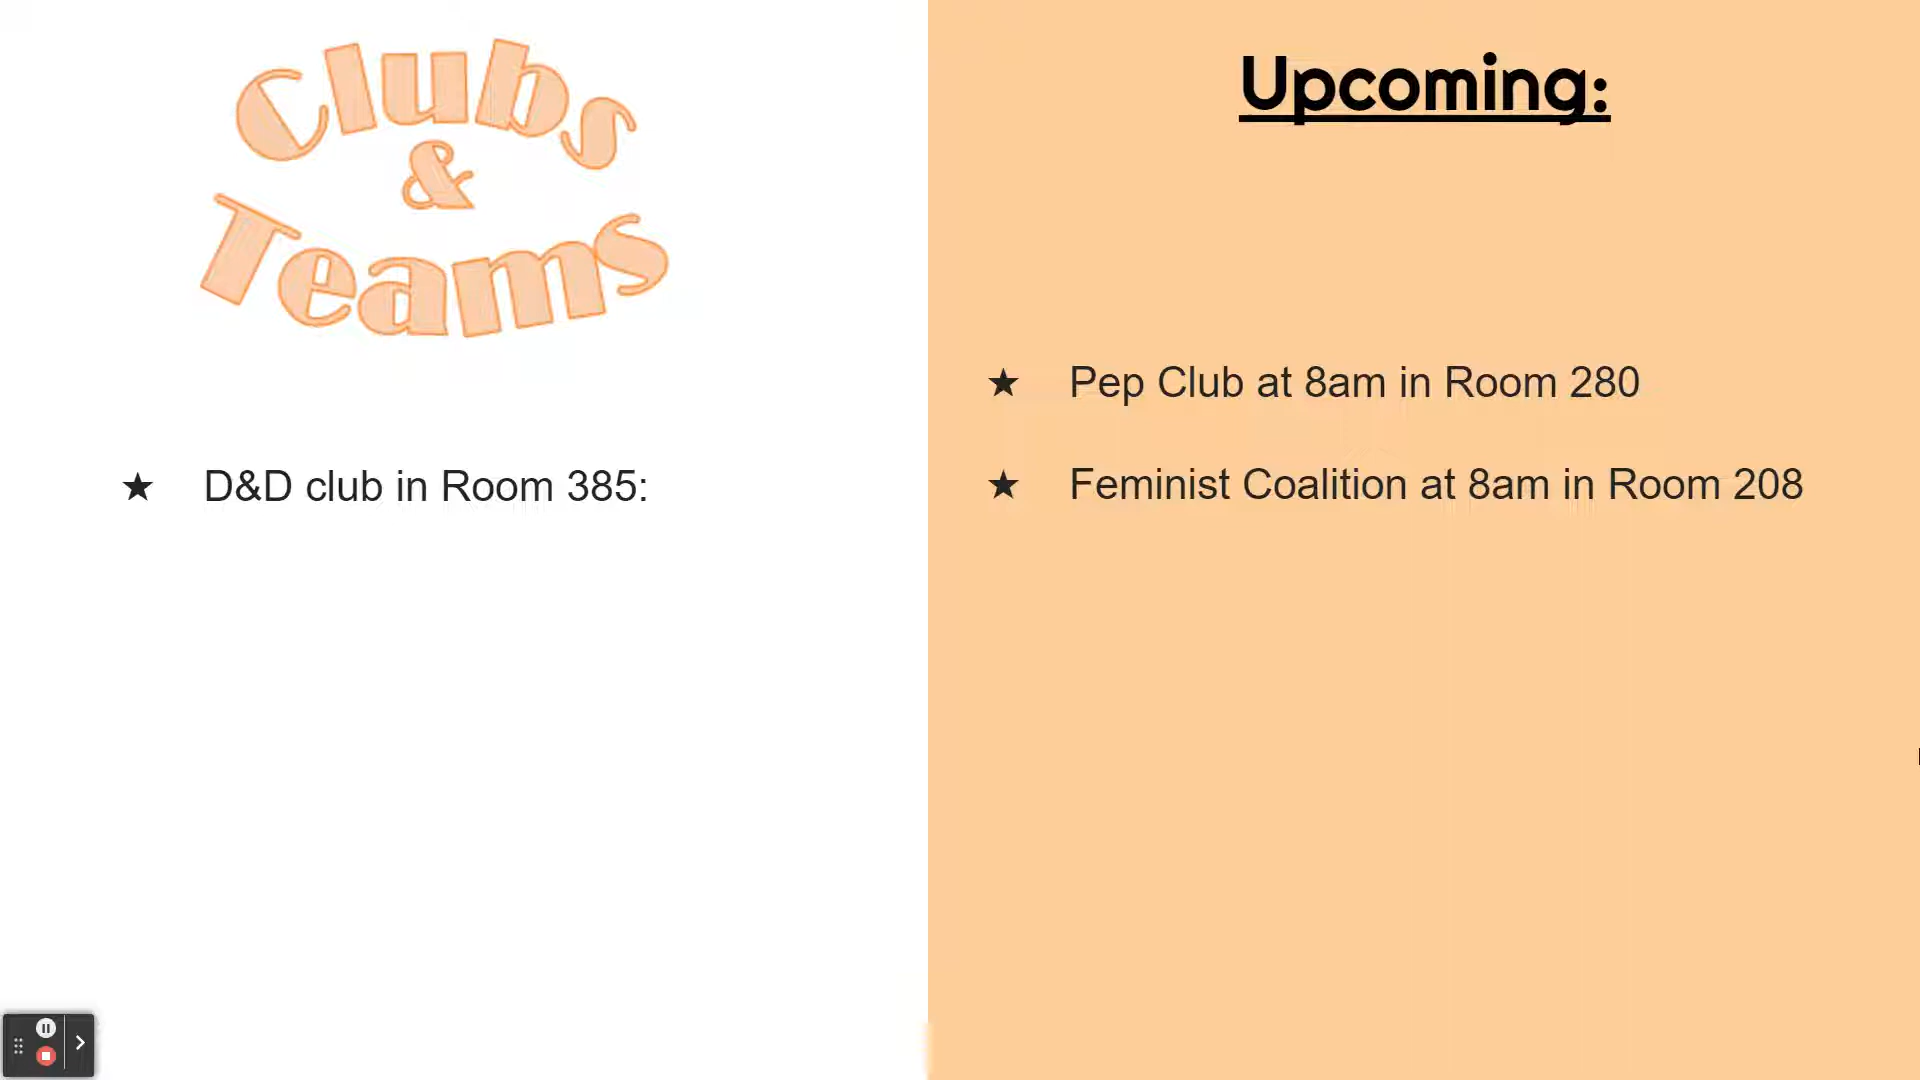 Clubs
&
Teams
★ D&D club in Room 385:
Upcoming:
★ Pep Club at 8am in Room 280
★ Feminist Coalition at 8am in Room 208